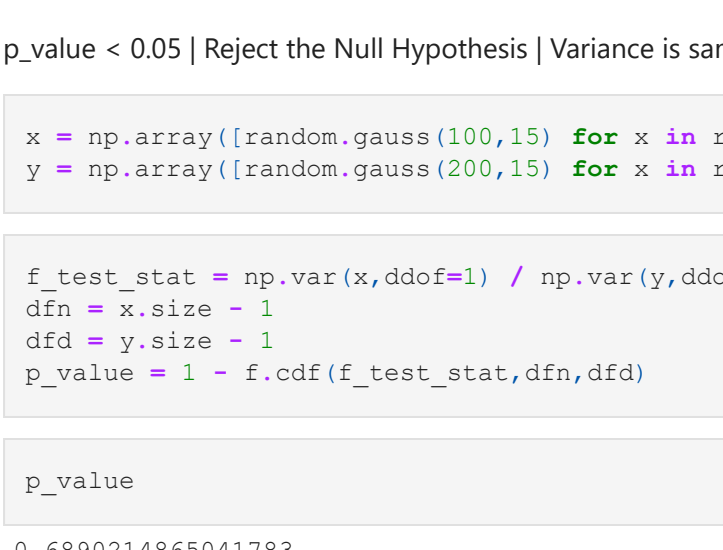 p_value < 0.05 | Reject the Null Hypothesis | Variance is
x = np.array([random.gauss(100,15) for x in
y = np.array([random.gauss(200,15) for x in
f_test_stat = np.var(x,ddof=1) / np.var(y,
dfn = x.size - 1
dfd = y.size - 1
p_value = 1 - f.cdf(f_test_stat,dfn,dfd)
p_value
0.6890214865041783